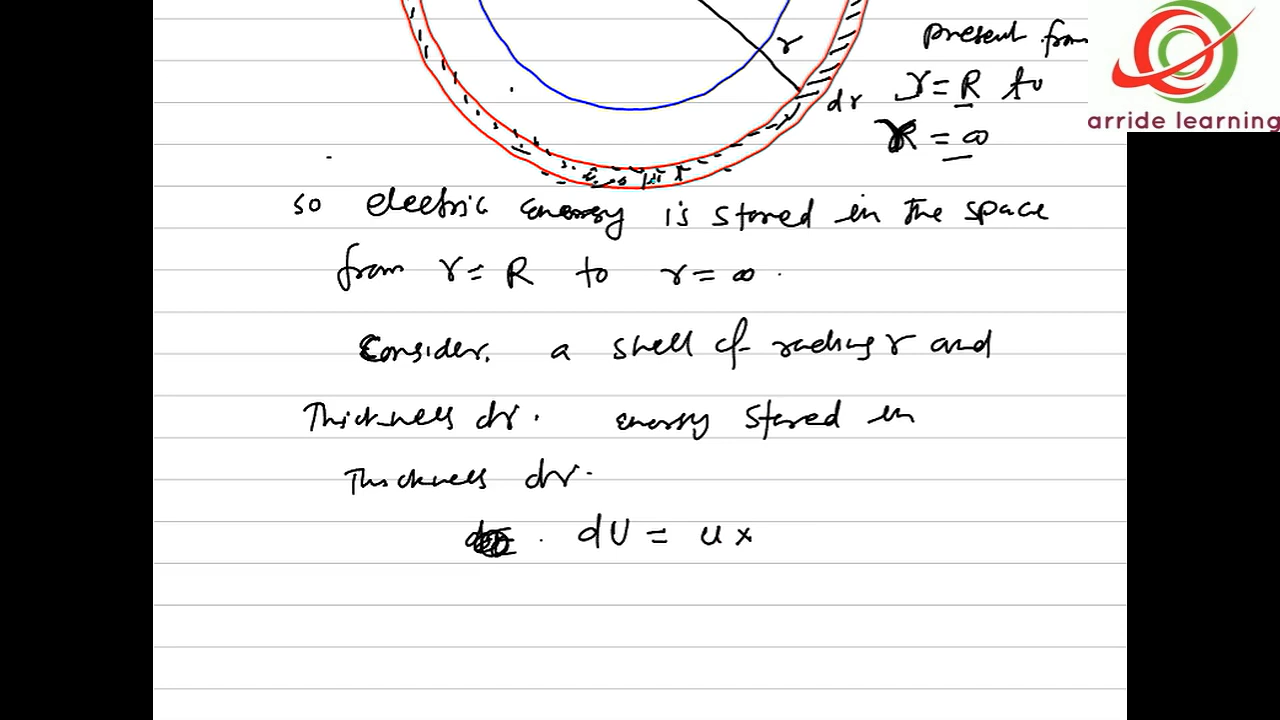 present from
r
r = R to
dr
R = ∞
arride learning
so electric energy is stored in the space
from r = R to r = ∞.
Consider a shell of radius r and
Thickness dr. energy stored in
Thickness dr.
dU = u ×